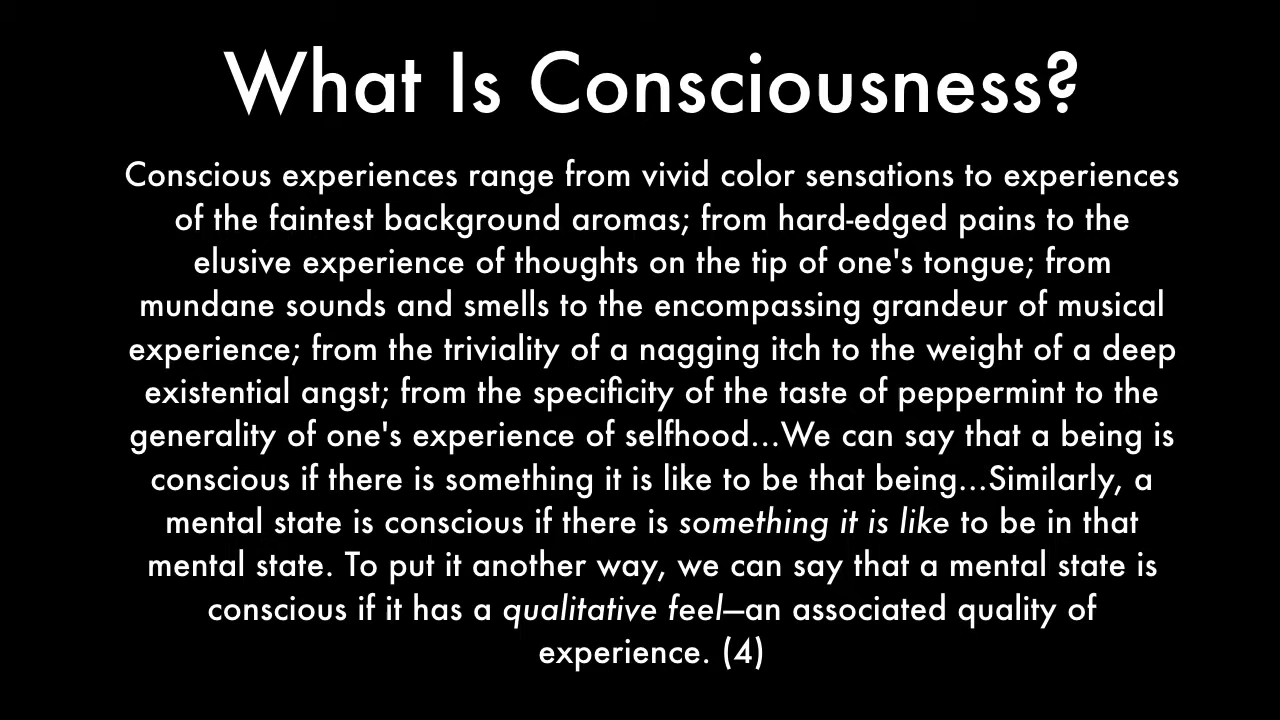 What Is Consciousness?
Conscious experiences range from vivid color sensations to experiences
of the faintest background aromas; from hard-edged pains to the
elusive experience of thoughts on the tip of one's tongue; from
mundane sounds and smells to the encompassing grandeur of musical
experience; from the triviality of a nagging itch to the weight of a deep
existential angst; from the specificity of the taste of peppermint to the
generality of one's experience of selfhood...We can say that a being is
conscious if there is something it is like to be that being...Similarly, a
mental state is conscious if there is something it is like to be in that
mental state. To put it another way, we can say that a mental state is
conscious if it has a qualitative feel—an associated quality of
experience. (4)